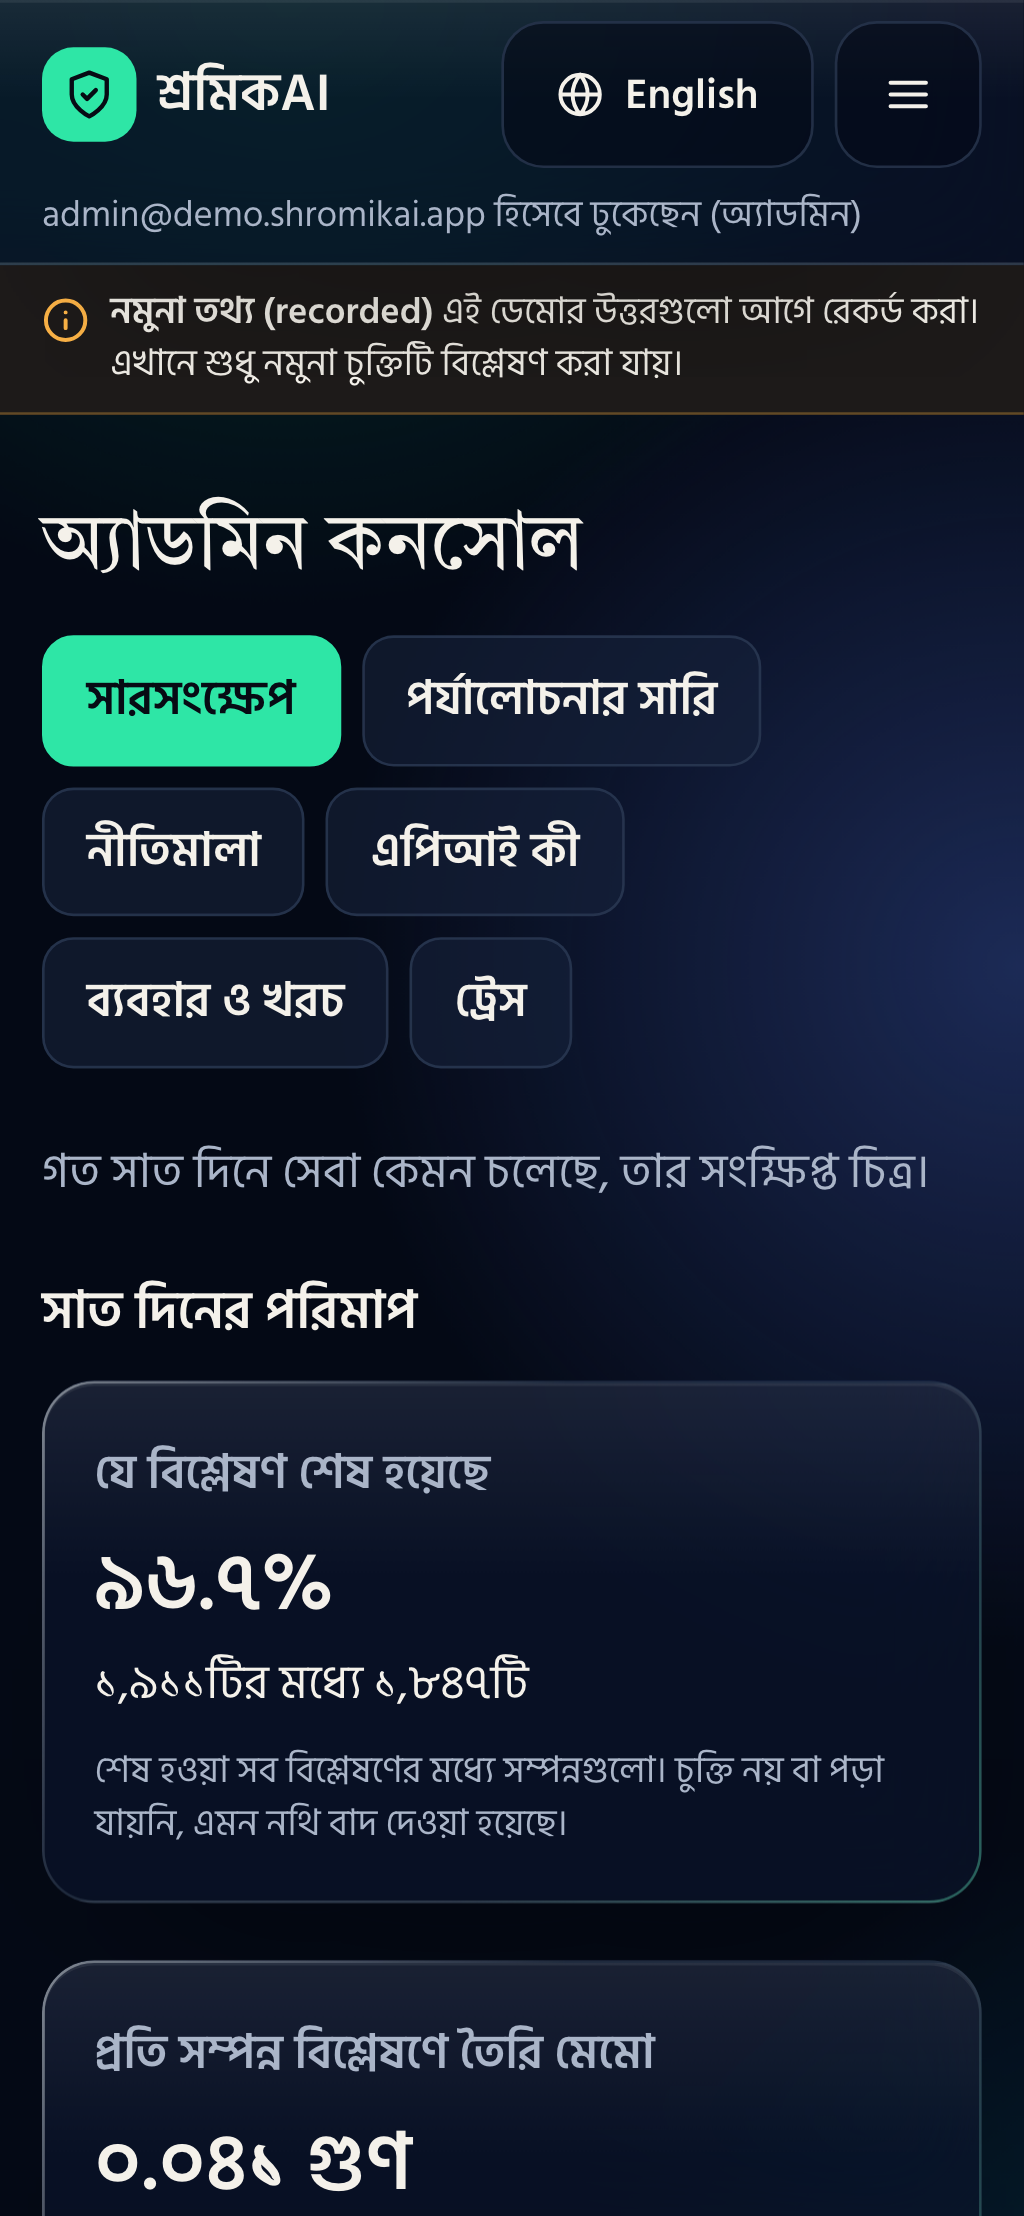 শ্রমিকAI
English
admin@demo.shromikai.app হিসেবে ঢুকেছেন (অ্যাডমিন)
নমুনা তথ্য (recorded) এই ডেমোর উত্তরগুলো আগে রেকর্ড করা।
এখানে শুধু নমুনা চুক্তিটি বিশ্লেষণ করা যায়।
অ্যাডমিন কনসোল
সারসংক্ষেপ
পর্যালোচনার সারি
নীতিমালা
এপিআই কী
ব্যবহার ও খরচ
ট্রেস
গত সাত দিনে সেবা কেমন চলেছে, তার সংক্ষিপ্ত চিত্র।
সাত দিনের পরিমাপ
যে বিশ্লেষণ শেষ হয়েছে
৯৬.৭%
১,৯১১টির মধ্যে ১,৮৪৭টি
শেষ হওয়া সব বিশ্লেষণের মধ্যে সম্পন্নগুলো। চুক্তি নয় বা পড়া
যায়নি, এমন নথি বাদ দেওয়া হয়েছে।
প্রতি সম্পন্ন বিশ্লেষণে তৈরি মেমো
০.০৪১ গুণ